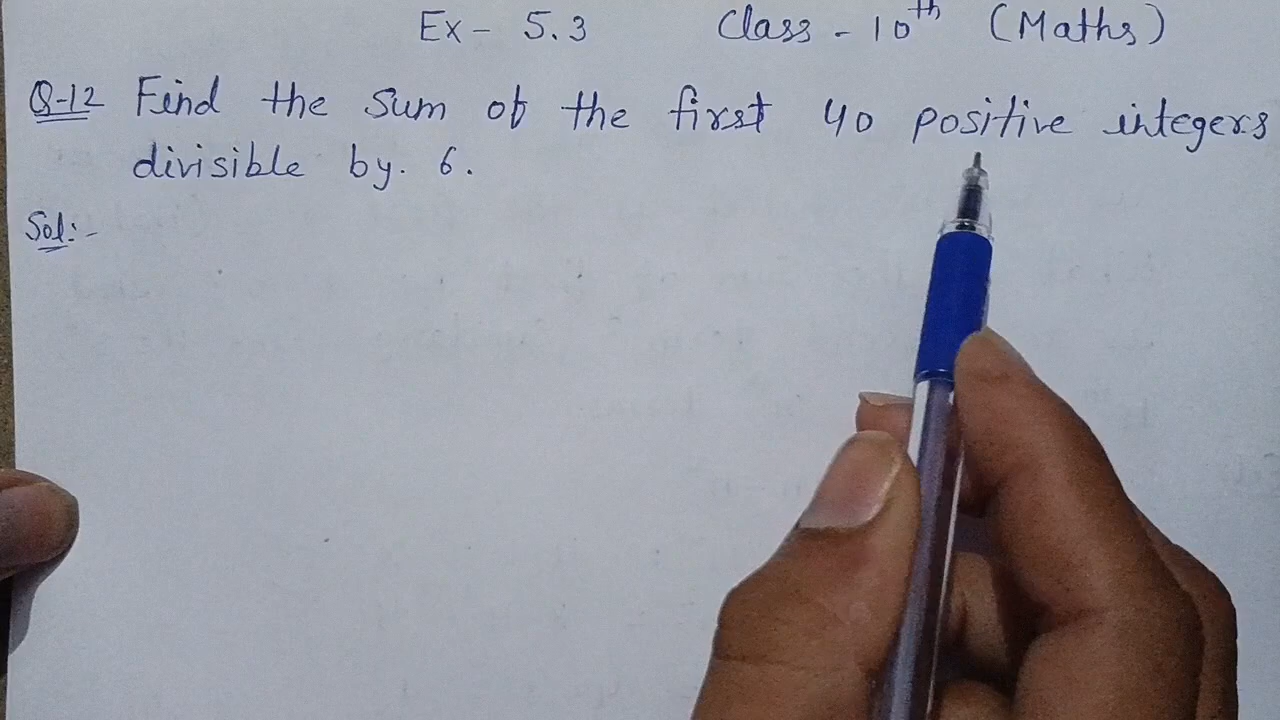 Ex- 5.3 Class - 10th (Maths)
Q-12 Find the sum of the first 40 positive integers
divisible by. 6.
Sol:-